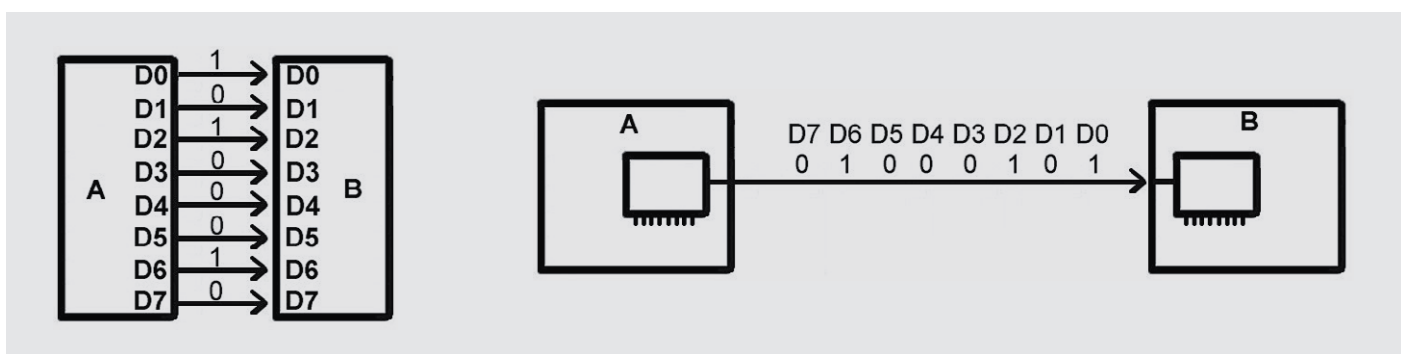 1
D0 D0
0
D1 D1
1
D2 D2
0
D3 D3
0
A D4 D4 B
0
D5 D5
1
D6 D6
0
D7 D7
A
D7 D6 D5 D4 D3 D2 D1 D0
0 1 0 0 0 1 0 1
B